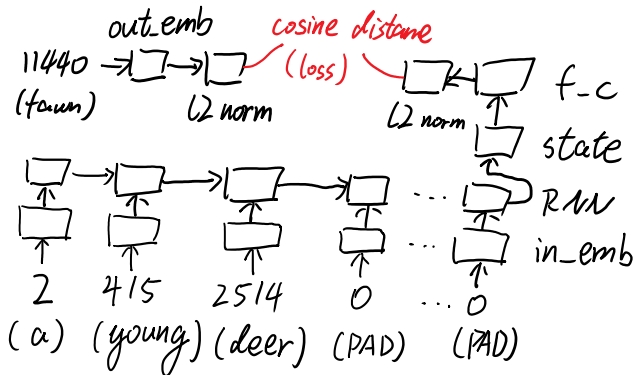 out_emb
cosine distane
11440
(loss)
f_c
(fawn)
L2 norm
L2 norm
state
RNN
in_emb
2 415 2514 0 ... 0
(a) (young) (deer) (PAD) (PAD)